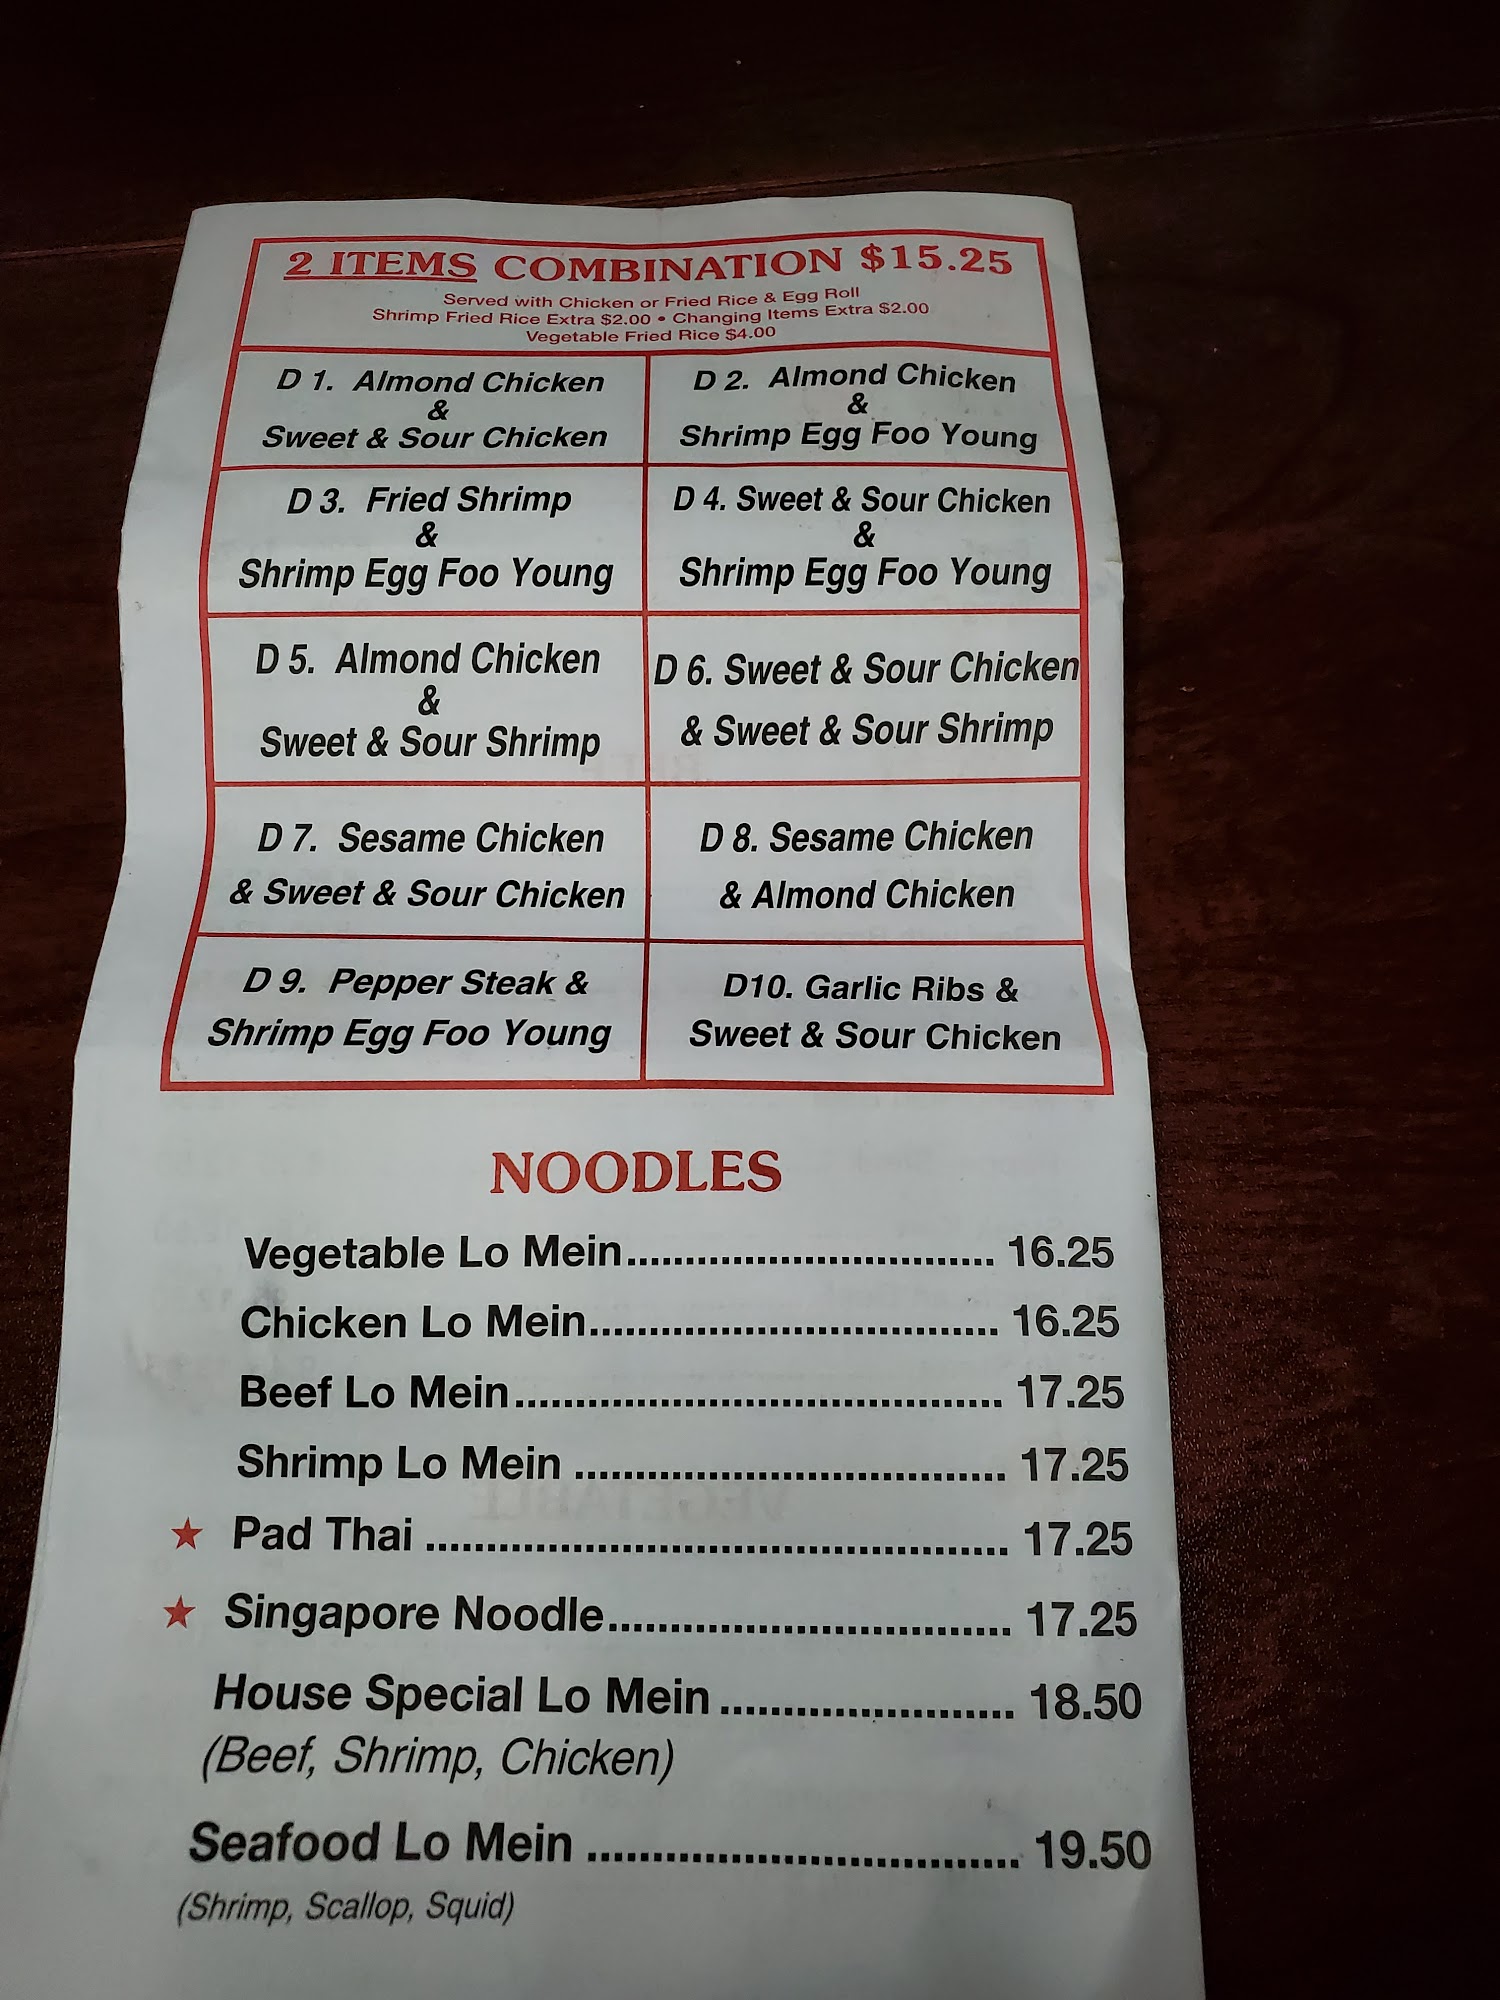 2 ITEMS COMBINATION $15.25
Served with Chicken or Fried Rice & Egg Roll
Shrimp Fried Rice Extra $2.00 • Changing Items Extra $2.00
Vegetable Fried Rice $4.00
D 1. Almond Chicken
&
Sweet & Sour Chicken
D 2. Almond Chicken
&
Shrimp Egg Foo Young
D 3. Fried Shrimp
&
Shrimp Egg Foo Young
D 4. Sweet & Sour Chicken
&
Shrimp Egg Foo Young
D 5. Almond Chicken
&
Sweet & Sour Shrimp
D 6. Sweet & Sour Chicken
& Sweet & Sour Shrimp
D 7. Sesame Chicken
& Sweet & Sour Chicken
D 8. Sesame Chicken
& Almond Chicken
D 9. Pepper Steak &
Shrimp Egg Foo Young
D10. Garlic Ribs &
Sweet & Sour Chicken
NOODLES
Vegetable Lo Mein............................... 16.25
Chicken Lo Mein................................... 16.25
Beef Lo Mein......................................... 17.25
Shrimp Lo Mein .................................... 17.25
★ Pad Thai ................................................. 17.25
★ Singapore Noodle.................................. 17.25
House Special Lo Mein ......................... 18.50
(Beef, Shrimp, Chicken)
Seafood Lo Mein .................................. 19.50
(Shrimp, Scallop, Squid)